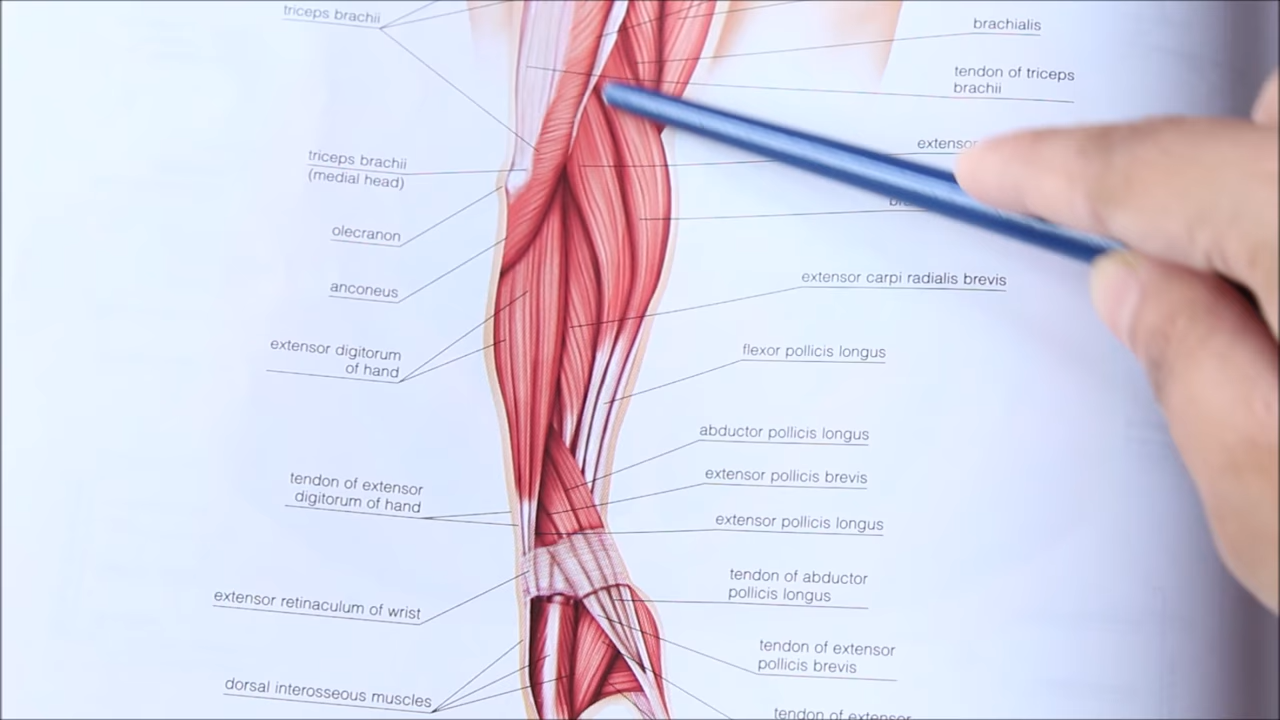 triceps brachii
brachialis
tendon of triceps
brachii
extensor
triceps brachii
(medial head)
olecranon
extensor carpi radialis brevis
anconeus
extensor digitorum
of hand
flexor pollicis longus
abductor pollicis longus
extensor pollicis brevis
tendon of extensor
digitorum of hand
extensor pollicis longus
tendon of abductor
pollicis longus
extensor retinaculum of wrist
tendon of extensor
pollicis brevis
dorsal interosseous muscles
tendon of extensor